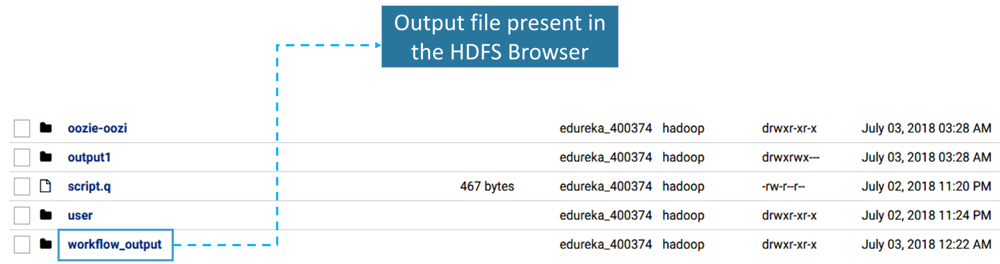 Output file present in
the HDFS Browser
oozie-oozi edureka_400374 hadoop drwxr-xr-x July 03, 2018 03:28 AM
output1 edureka_400374 hadoop drwxrwx--- July 03, 2018 03:28 AM
script.q 467 bytes edureka_400374 hadoop -rw-r--r-- July 02, 2018 11:20 PM
user edureka_400374 hadoop drwxr-xr-x July 02, 2018 11:24 PM
workflow_output edureka_400374 hadoop drwxr-xr-x July 03, 2018 12:22 AM